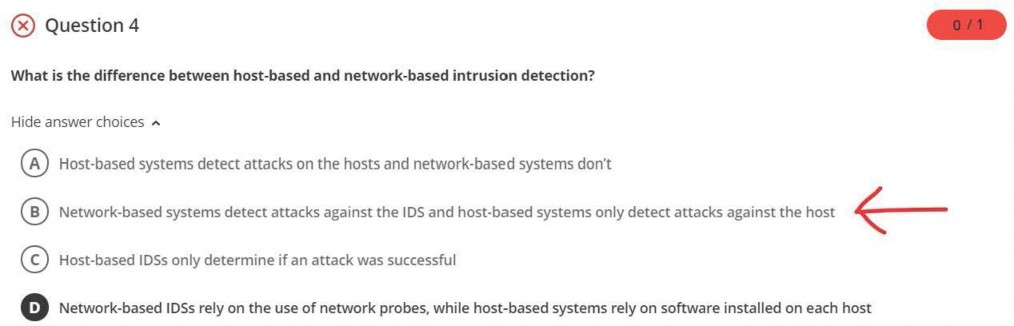 Question 4
0 / 1
What is the difference between host-based and network-based intrusion detection?
Hide answer choices
A Host-based systems detect attacks on the hosts and network-based systems don't
B Network-based systems detect attacks against the IDS and host-based systems only detect attacks against the host
C Host-based IDSs only determine if an attack was successful
D Network-based IDSs rely on the use of network probes, while host-based systems rely on software installed on each host